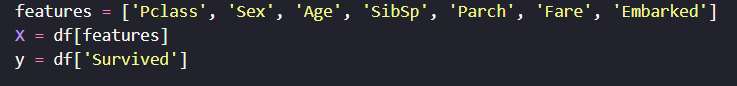 features = ['Pclass', 'Sex', 'Age', 'SibSp', 'Parch', 'Fare', 'Embarked']
X = df[features]
y = df['Survived']